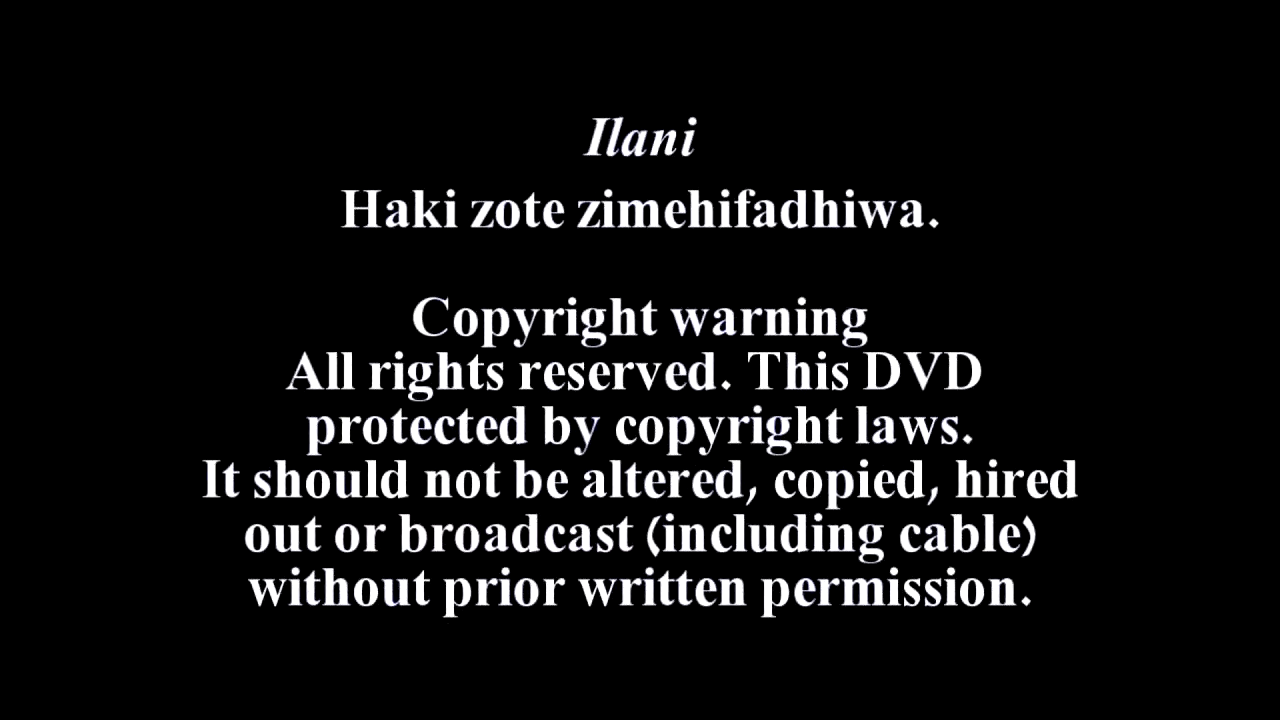 Ilani
Haki zote zimehifadhiwa.
Copyright warning
All rights reserved. This DVD
protected by copyright laws.
It should not be altered, copied, hired
out or broadcast (including cable)
without prior written permission.